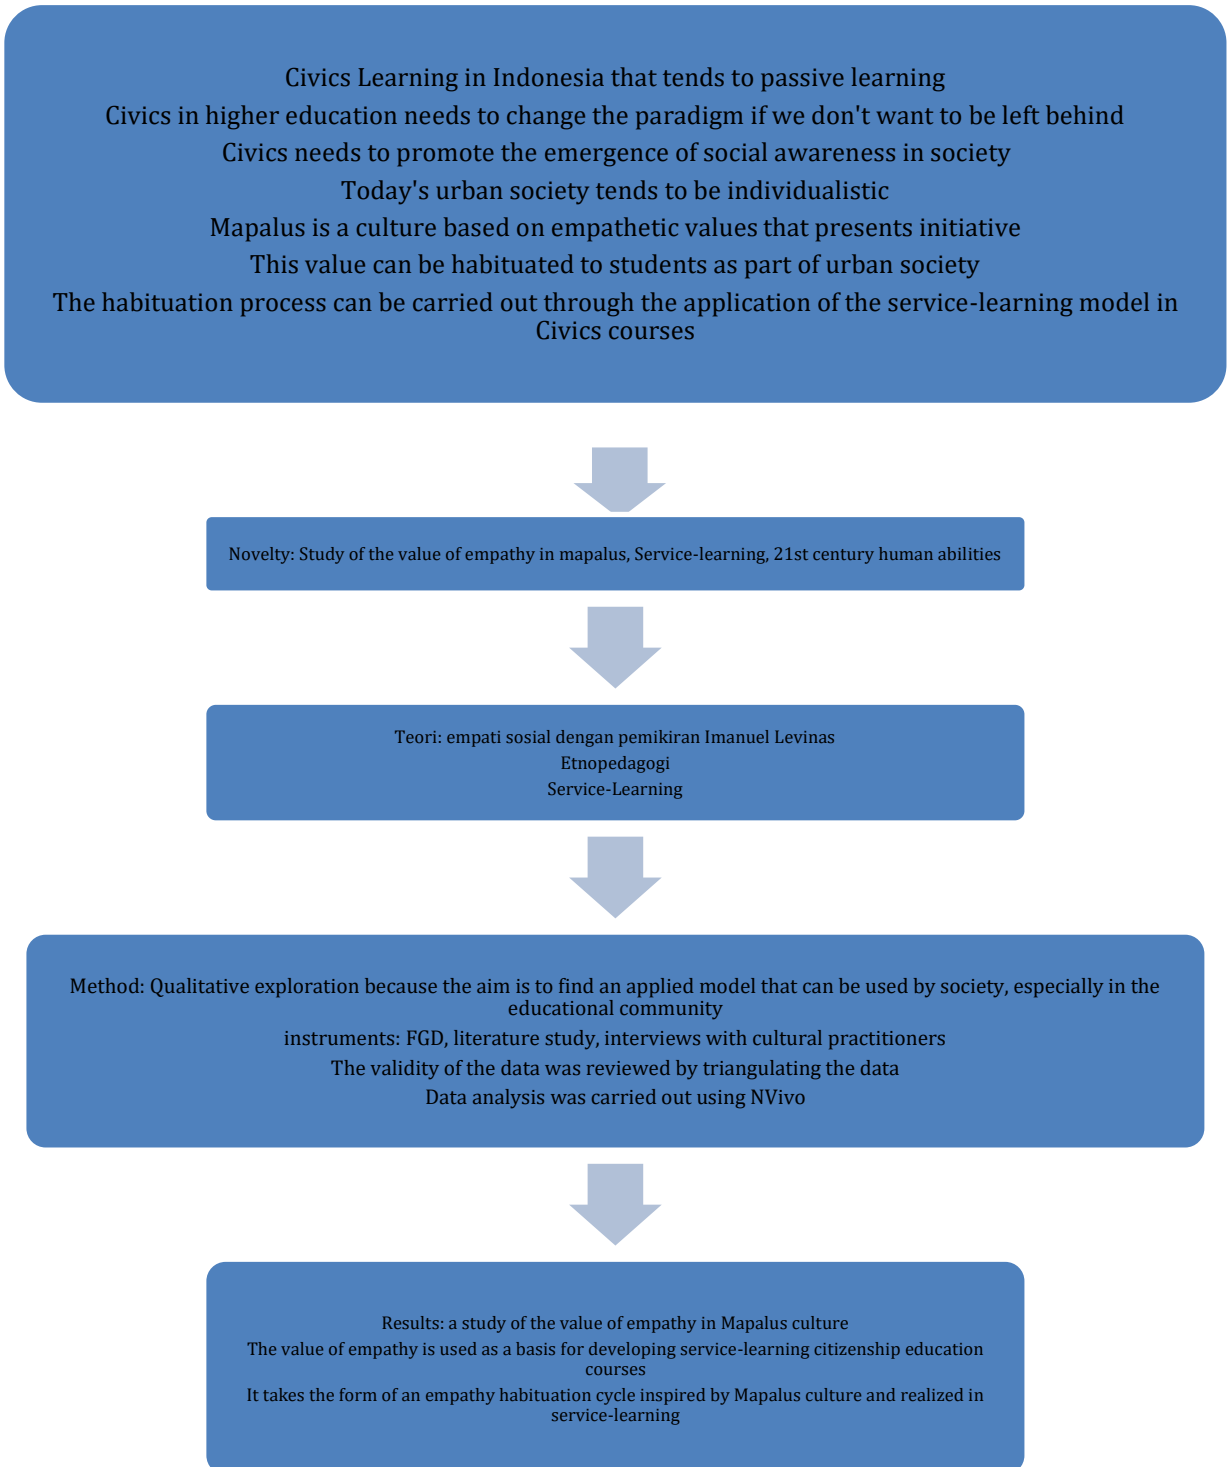 Civics Learning in Indonesia that tends to passive learning
Civics in higher education needs to change the paradigm if we don't want to be left behind
Civics needs to promote the emergence of social awareness in society
Today's urban society tends to be individualistic
Mapalus is a culture based on empathetic values that presents initiative
This value can be habituated to students as part of urban society
The habituation process can be carried out through the application of the service-learning model in
Civics courses
Novelty: Study of the value of empathy in mapalus, Service-learning, 21st century human abilities
Teori: empati sosial dengan pemikiran Imanuel Levinas
Etnopedagogi
Service-Learning
Method: Qualitative exploration because the aim is to find an applied model that can be used by society, especially in the
educational community
instruments: FGD, literature study, interviews with cultural practitioners
The validity of the data was reviewed by triangulating the data
Data analysis was carried out using NVivo
Results: a study of the value of empathy in Mapalus culture
The value of empathy is used as a basis for developing service-learning citizenship education
courses
It takes the form of an empathy habituation cycle inspired by Mapalus culture and realized in
service-learning